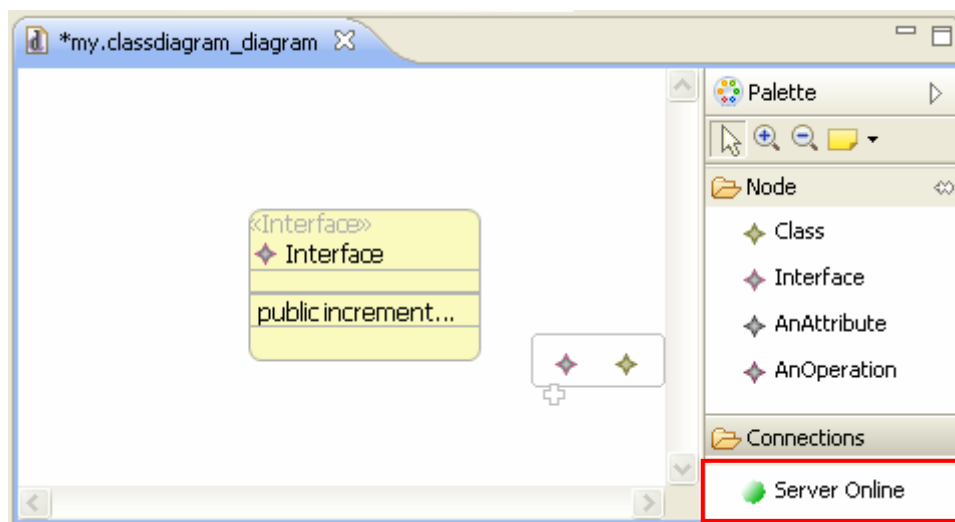 *my.classdiagram_diagram
Palette
Node
Class
Interface
AnAttribute
AnOperation
Connections
Server Online
«Interface»
Interface
public increment...